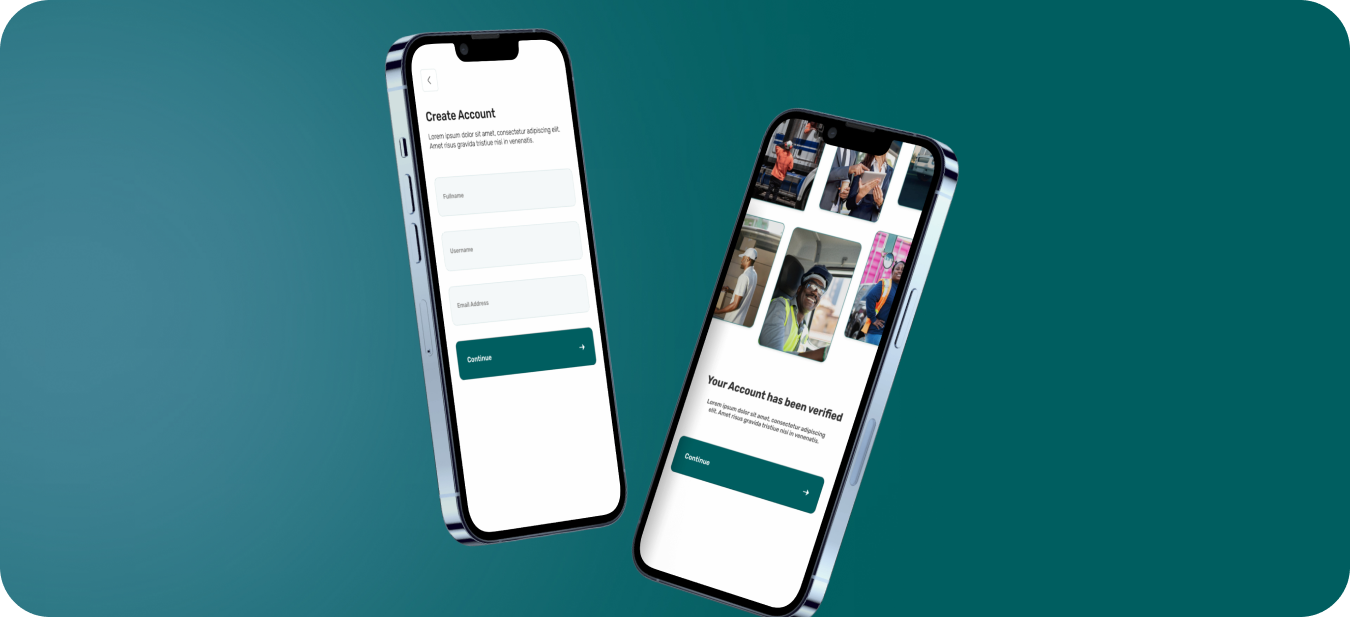 Create Account
Lorem ipsum dolor sit amet, consectetur adipiscing elit.
Amet risus gravida tristiue nisl in venenatis.
Fullname
Username
Email Address
Continue
Your Account has been verified
Lorem ipsum dolor sit amet, consectetur adipiscing
elit. Amet risus gravida tristiue nisl in venenatis.
Continue